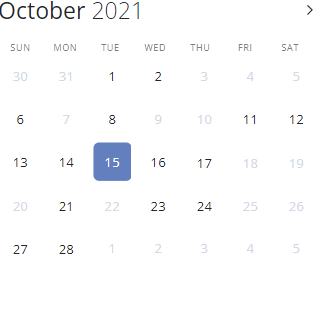 October 2021
SUN MON TUE WED THU FRI SAT
30 31 1 2 3 4 5
6 7 8 9 10 11 12
13 14 15 16 17 18 19
20 21 22 23 24 25 26
27 28 1 2 3 4 5